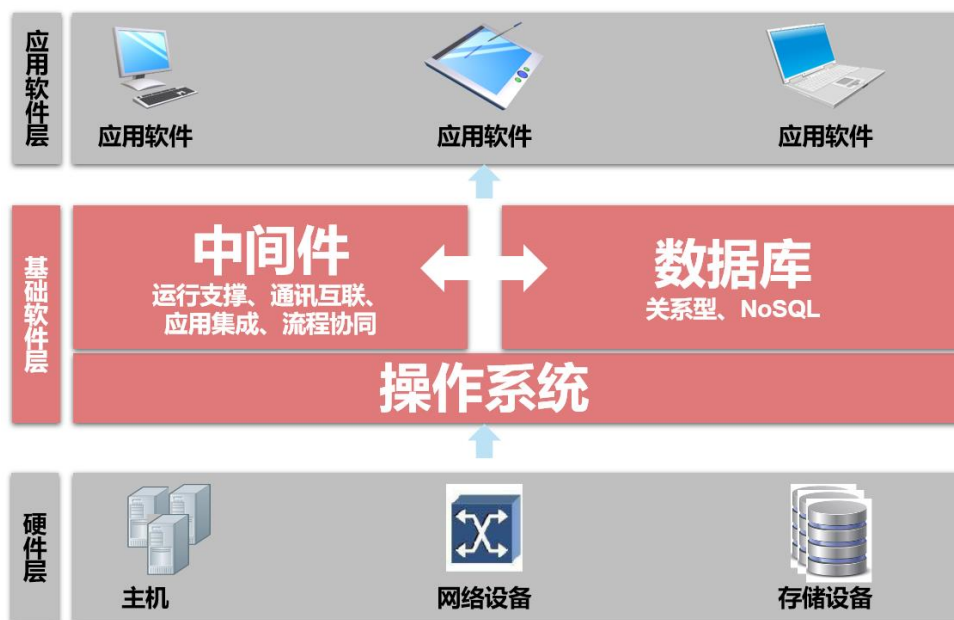 应用软件层
应用软件
应用软件
应用软件
基础软件层
中间件
运行支撑、通讯互联、
应用集成、流程协同
数据库
关系型、NoSQL
操作系统
硬件层
主机
网络设备
存储设备